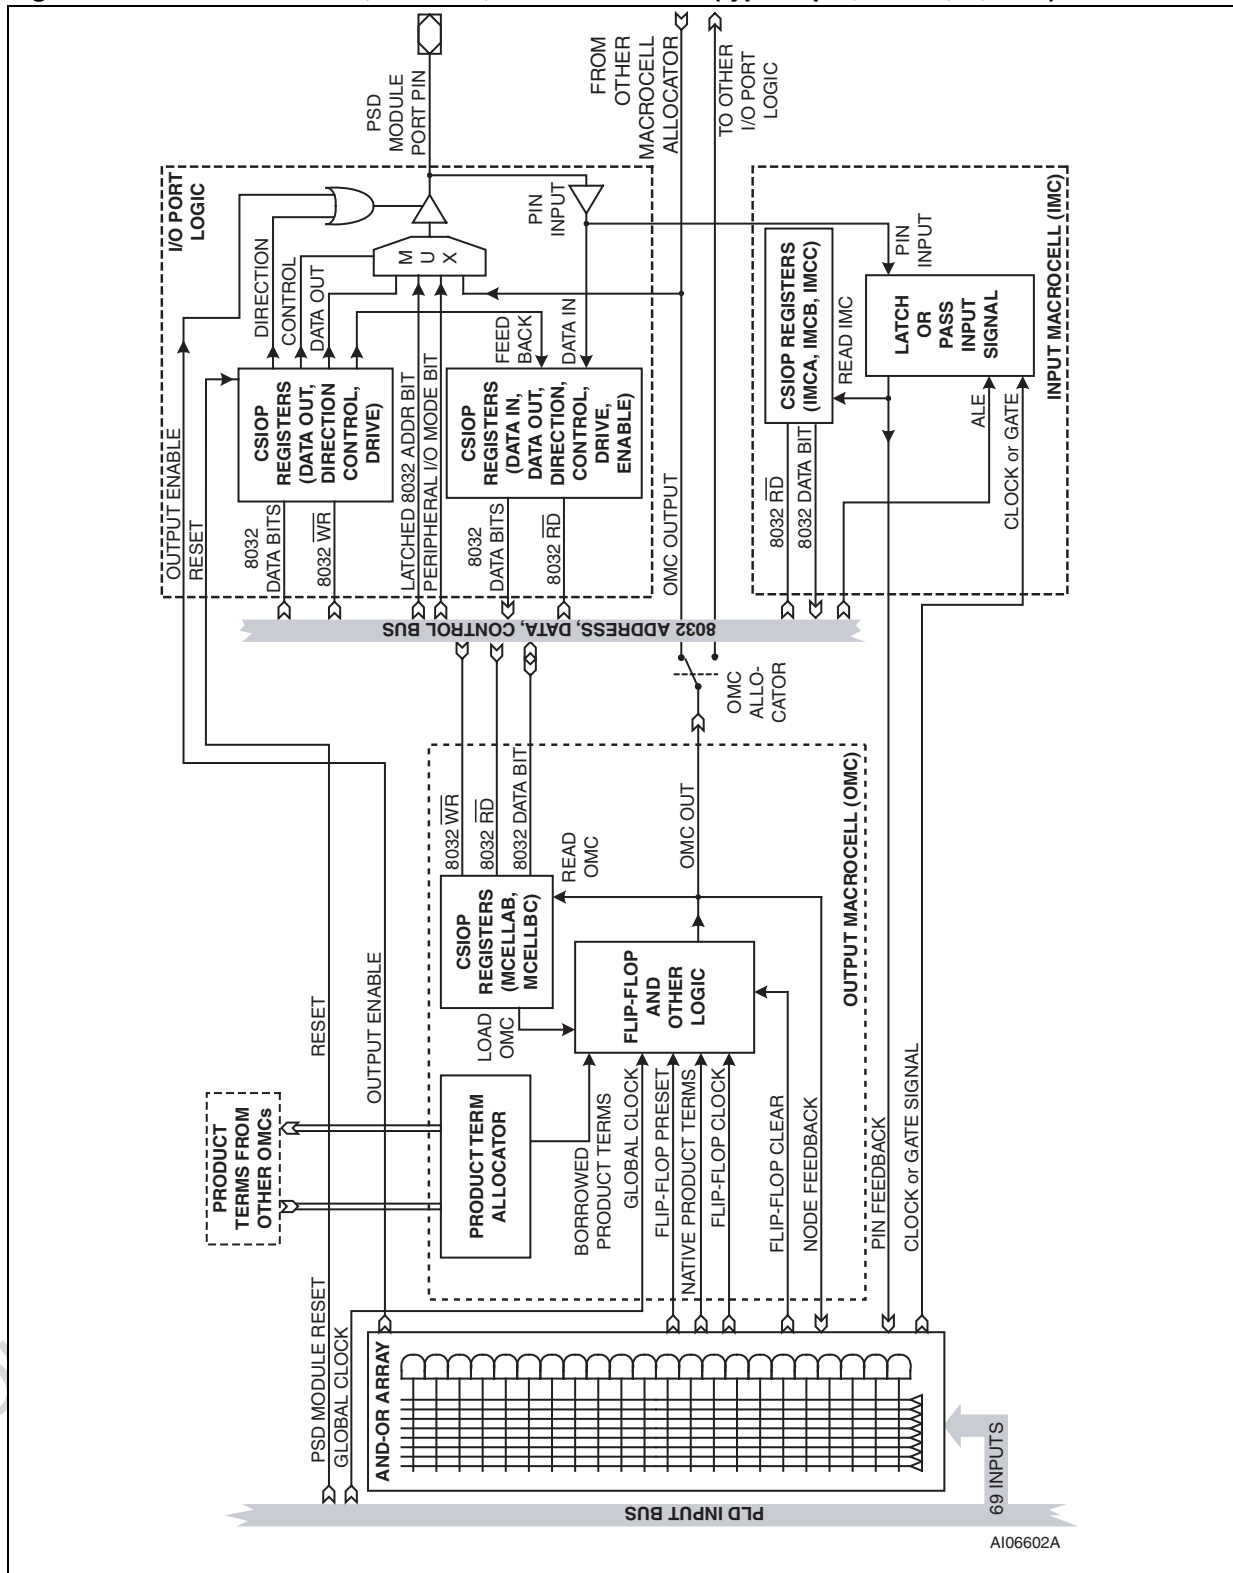 PSD
MODULE
PORT PIN
FROM
OTHER
MACROCELL
ALLOCATOR
TO OTHER
I/O PORT
LOGIC
I/O PORT
LOGIC
OUTPUT ENABLE
RESET
DIRECTION
CONTROL
DATA OUT
M
U
X
PIN
INPUT
CSIOP
REGISTERS
(DATA OUT,
DIRECTION
CONTROL,
DRIVE)
FEED
BACK
DATA IN
CSIOP
REGISTERS
(DATA IN,
DATA OUT,
DIRECTION,
CONTROL,
DRIVE,
ENABLE)
8032
DATA BITS
8032 WR
LATCHED 8032 ADDR BIT
PERIPHERAL I/O MODE BIT
8032
DATA BITS
8032 RD
OMC OUTPUT
INPUT MACROCELL (IMC)
CSIOP REGISTERS
(IMCA, IMCB, IMCC)
PIN
INPUT
READ IMC
LATCH
OR
PASS
INPUT
SIGNAL
8032 RD
8032 DATA BIT
ALE
CLOCK or GATE
8032 ADDRESS, DATA, CONTROL BUS
OMC
ALLO-
CATOR
OUTPUT MACROCELL (OMC)
8032 WR
8032 RD
8032 DATA BIT
CSIOP
REGISTERS
(MCELLAB,
MCELLBC)
READ
OMC
OMC OUT
LOAD
OMC
FLIP-FLOP
AND
OTHER
LOGIC
RESET
OUTPUT ENABLE
PRODUCT
TERMS FROM
OTHER OMCs
PRODUCT TERM
ALLOCATOR
BORROWED
PRODUCT TERMS
GLOBAL CLOCK
FLIP-FLOP PRESET
NATIVE PRODUCT TERMS
FLIP-FLOP CLOCK
FLIP-FLOP CLEAR
NODE FEEDBACK
PIN FEEDBACK
CLOCK or GATE SIGNAL
PSD MODULE RESET
GLOBAL CLOCK
AND-OR ARRAY
PLD INPUT BUS
69 INPUTS
AI06602A